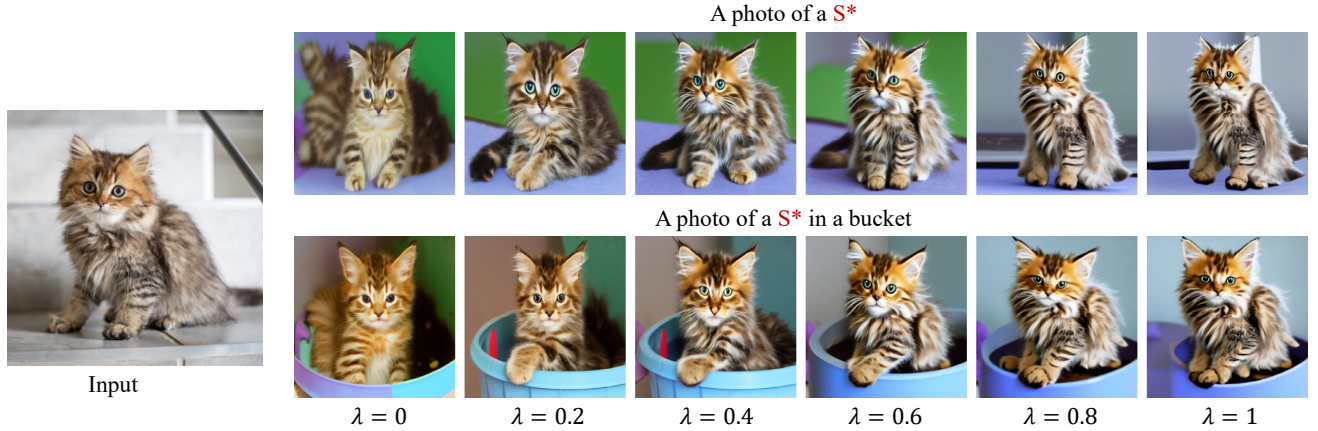 A photo of a S*
A photo of a S* in a bucket
Input
λ = 0
λ = 0.2
λ = 0.4
λ = 0.6
λ = 0.8
λ = 1